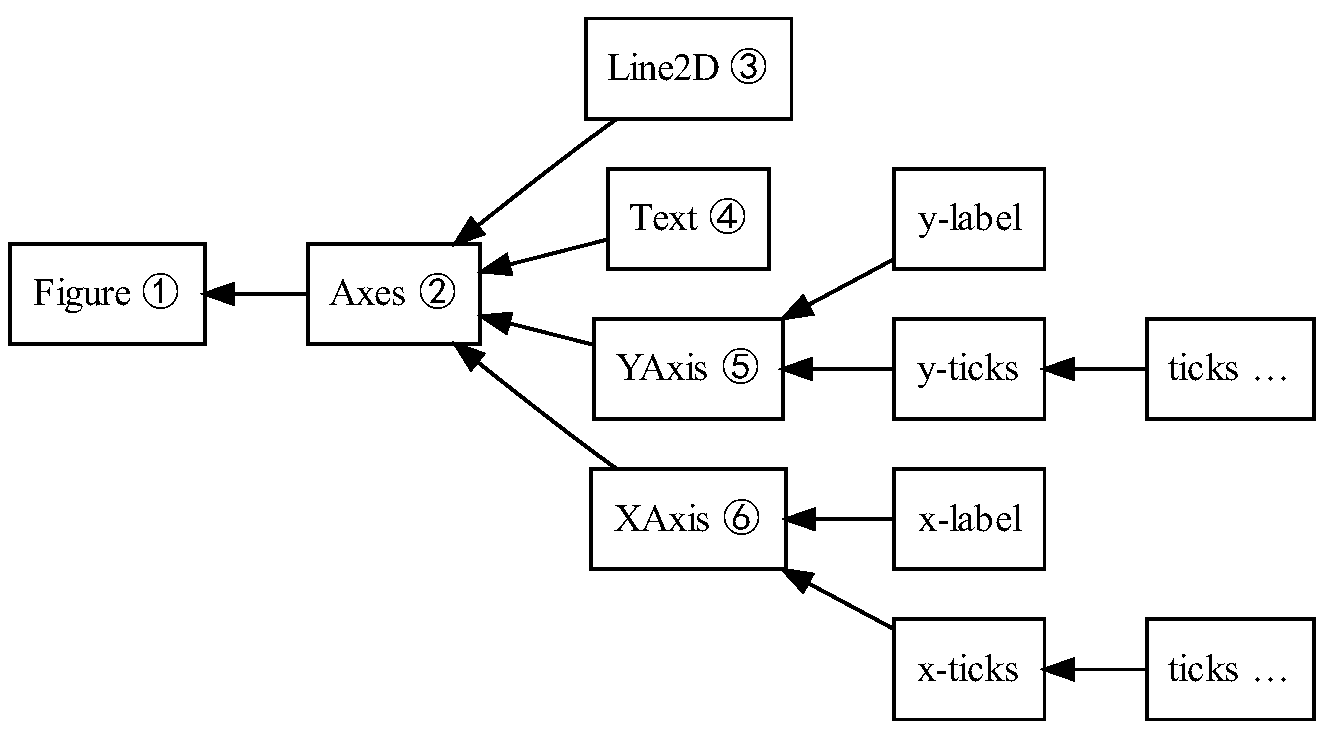 Line2D ③
Text ④
y-label
Figure ①
Axes ②
YAxis ⑤
y-ticks
ticks …
XAxis ⑥
x-label
x-ticks
ticks …